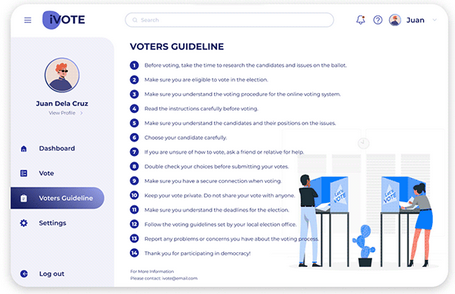 iVOTE
Search
Juan
Juan Dela Cruz
View Profile
Dashboard
Vote
Voters Guideline
Settings
Log out
VOTERS GUIDELINE
1 Before voting, take the time to research the candidates and issues on the ballot.
2 Make sure you are eligible to vote in the election.
3 Make sure you understand the voting procedure for the online voting system.
4 Read the instructions carefully before voting.
5 Make sure you understand the candidates and their positions on the issues.
6 Choose your candidate carefully.
7 If you are unsure of how to vote, ask a friend or relative for help.
8 Double check your choices before submitting your votes.
9 Make sure you have a secure connection when voting.
10 Keep your vote private. Do not share your vote with anyone.
11 Make sure you understand the deadlines for the election.
12 Follow the voting guidelines set by your local election office.
13 Report any problems or concerns you have about the voting process.
14 Thank you for participating in democracy!
For More Information
Please contact: ivote@email.com
VOTE
VOTE